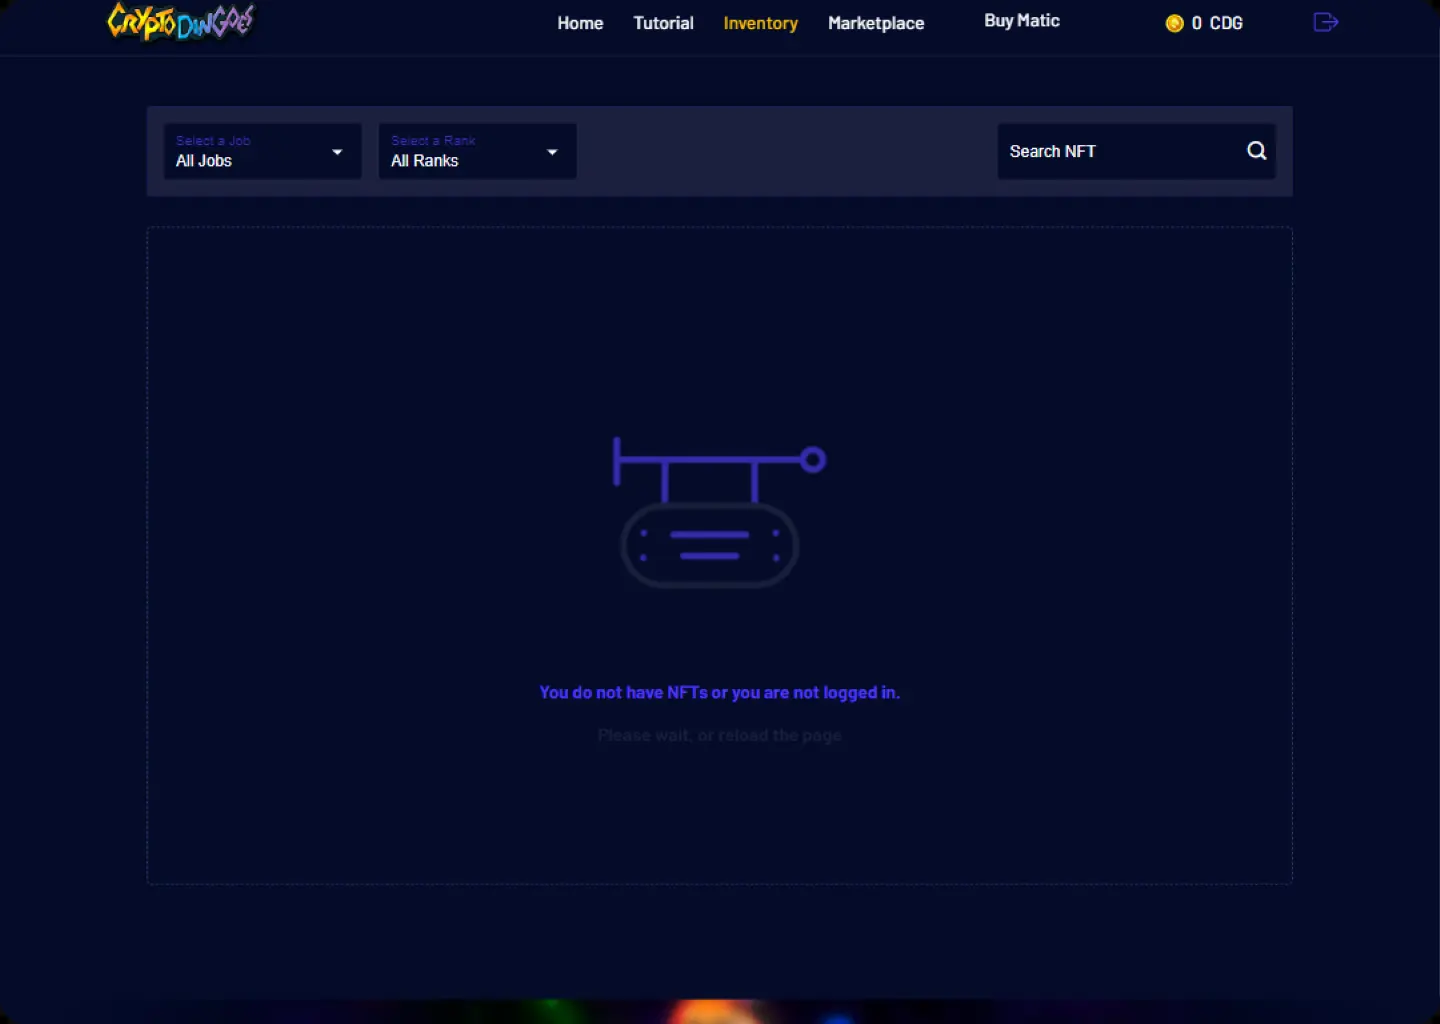 CRYPTODINGOES
Home Tutorial Inventory Marketplace Buy Matic 0 CDG
Select a Job
All Jobs
Select a Rank
All Ranks
Search NFT
You do not have NFTs or you are not logged in.
Please wait, or reload the page